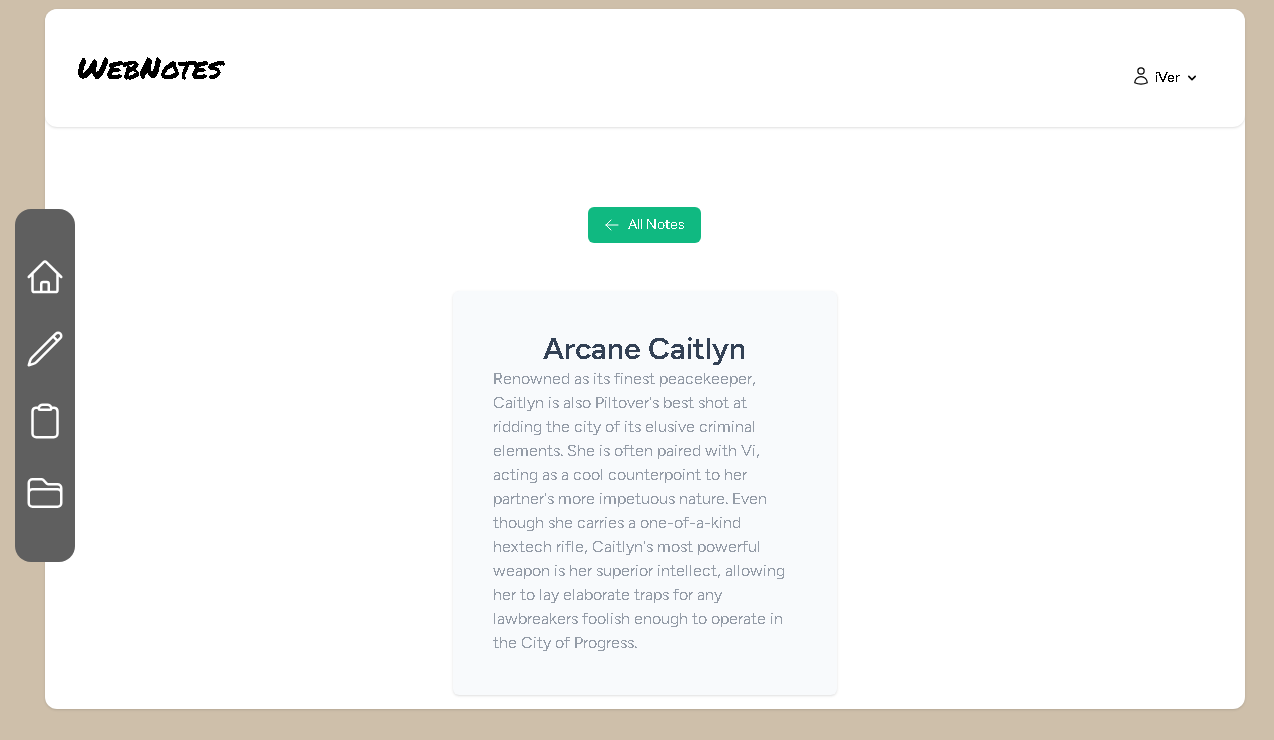 WebNotes
iVer
All Notes
Arcane Caitlyn
Renowned as its finest peacekeeper,
Caitlyn is also Piltover's best shot at
ridding the city of its elusive criminal
elements. She is often paired with Vi,
acting as a cool counterpoint to her
partner's more impetuous nature. Even
though she carries a one-of-a-kind
hextech rifle, Caitlyn's most powerful
weapon is her superior intellect, allowing
her to lay elaborate traps for any
lawbreakers foolish enough to operate in
the City of Progress.